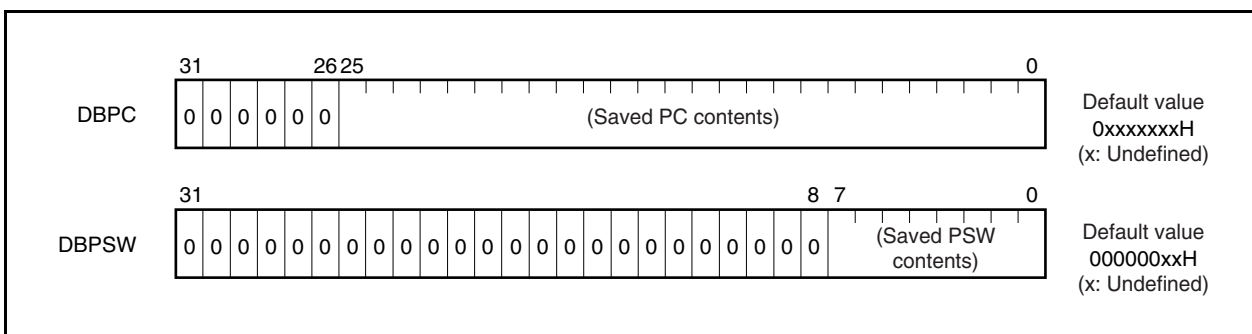 31 26 25 0
DBPC 0 0 0 0 0 0 (Saved PC contents) Default value
0xxxxxxxH
(x: Undefined)
31 8 7 0
DBPSW 0 0 0 0 0 0 0 0 0 0 0 0 0 0 0 0 0 0 0 0 0 0 0 0 (Saved PSW
contents) Default value
000000xxH
(x: Undefined)